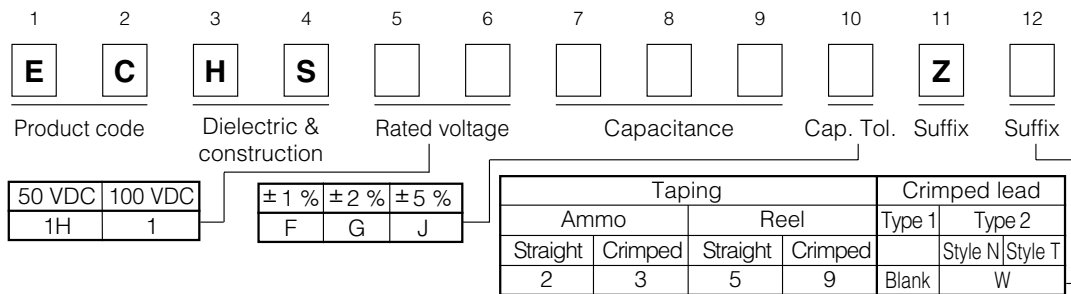 1 2 3 4 5 6 7 8 9 10 11 12
E C H S Z
Product code Dielectric & construction Rated voltage Capacitance Cap. Tol. Suffix Suffix
50 VDC 100 VDC
1H 1
±1 % ±2 % ±5 %
F G J
Taping Crimped lead
Ammo Reel Type 1 Type 2
Straight Crimped Straight Crimped Style N Style T
2 3 5 9 Blank W